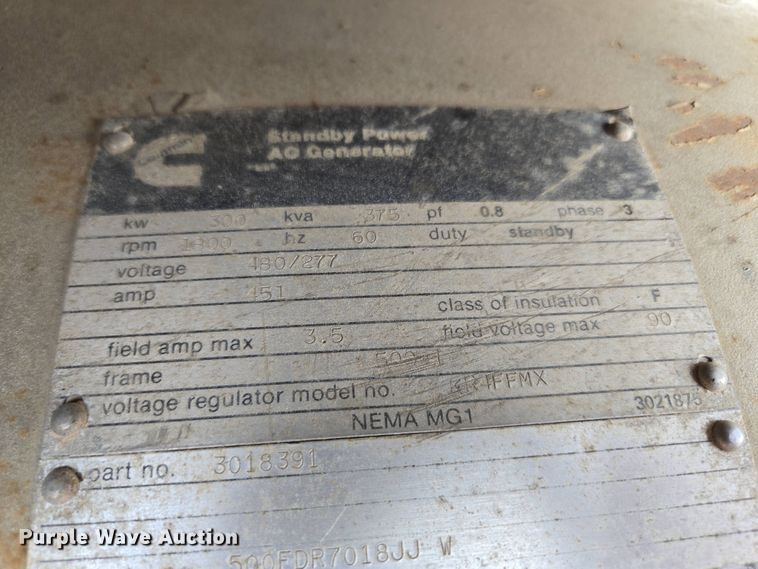 Standby Power
AC Generator
kw 300 kva 375 pf 0.8 phase 3
rpm 1800 hz 60 duty standby
voltage 480/277
amp 451 class of insulation F
field amp max 3.5 field voltage max 90
frame
voltage regulator model no.
NEMA MG1 3021875
part no. 3018391
500FDR7018JJ W
Purple Wave Auction